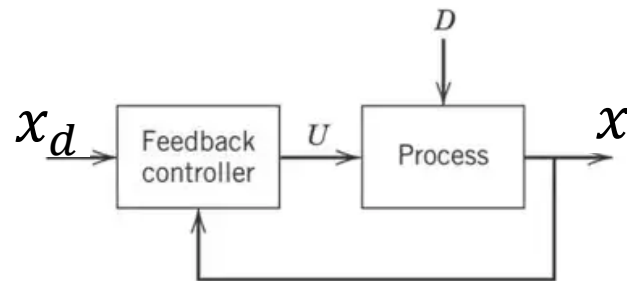 D
x_d
Feedback
controller
U
Process
x